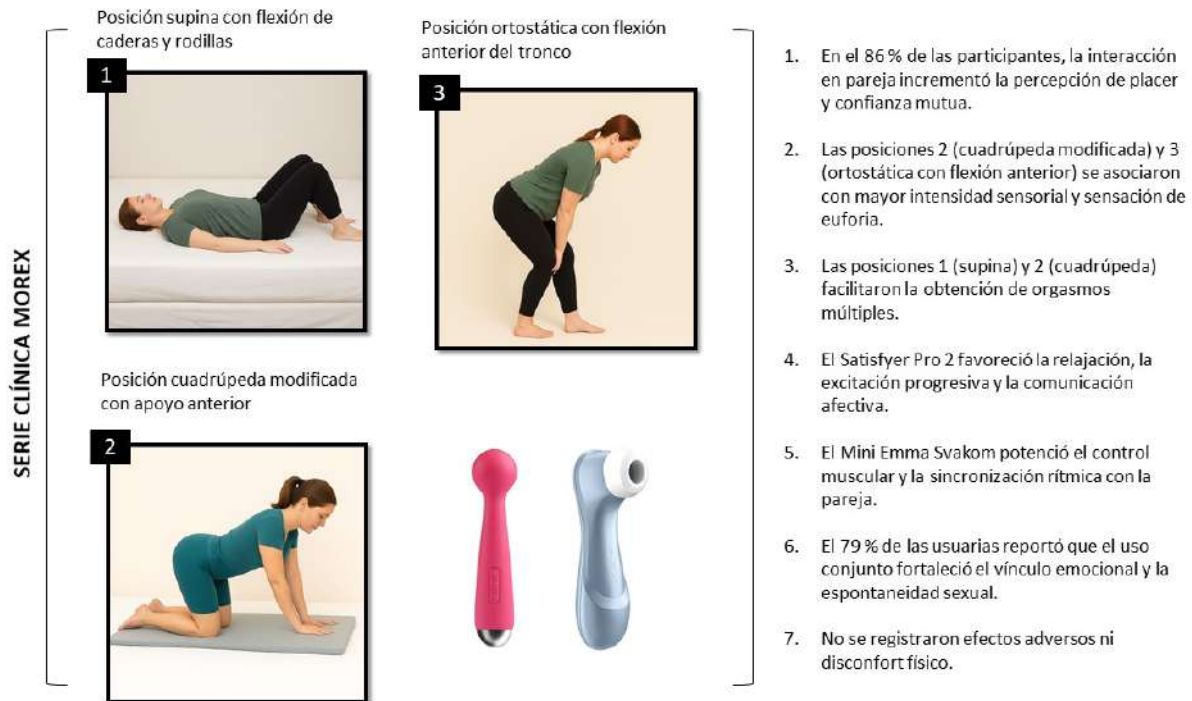 SERIE CLÍNICA MOREX
Posición supina con flexión de
caderas y rodillas
1
Posición cuadrúpeda modificada
con apoyo anterior
2
Posición ortostática con flexión
anterior del tronco
3
1. En el 86 % de las participantes, la interacción
en pareja incrementó la percepción de placer
y confianza mutua.
2. Las posiciones 2 (cuadrúpeda modificada) y 3
(ortostática con flexión anterior) se asociaron
con mayor intensidad sensorial y sensación de
euforia.
3. Las posiciones 1 (supina) y 2 (cuadrúpeda)
facilitaron la obtención de orgasmos
múltiples.
4. El Satisfyer Pro 2 favoreció la relajación, la
excitación progresiva y la comunicación
afectiva.
5. El Mini Emma Svakom potenció el control
muscular y la sincronización rítmica con la
pareja.
6. El 79 % de las usuarias reportó que el uso
conjunto fortaleció el vínculo emocional y la
espontaneidad sexual.
7. No se registraron efectos adversos ni
disconfort físico.